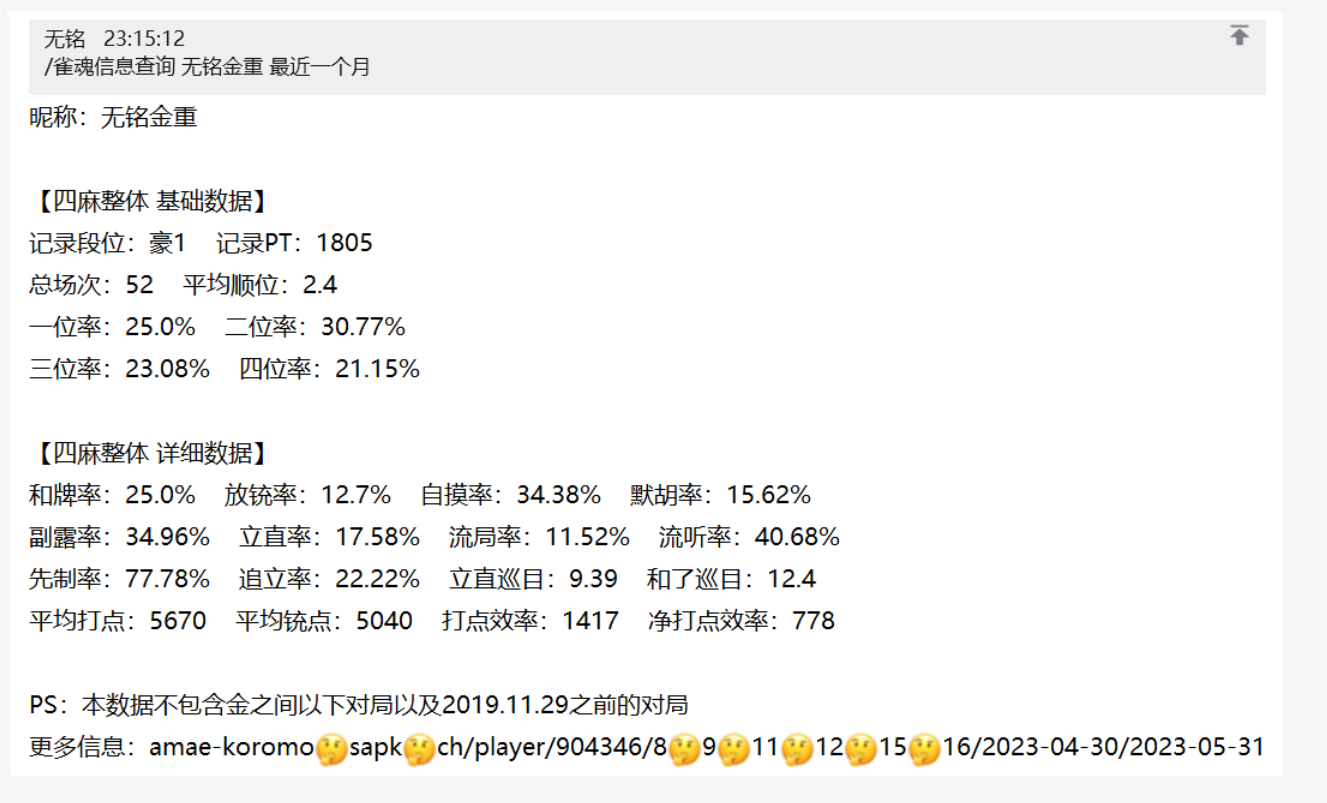 无铭 23:15:12
/雀魂信息查询 无铭金重 最近一个月
昵称：无铭金重
【四麻整体 基础数据】
记录段位：豪1 记录PT：1805
总场次：52 平均顺位：2.4
一位率：25.0% 二位率：30.77%
三位率：23.08% 四位率：21.15%
【四麻整体 详细数据】
和牌率：25.0% 放铳率：12.7% 自摸率：34.38% 默胡率：15.62%
副露率：34.96% 立直率：17.58% 流局率：11.52% 流听率：40.68%
先制率：77.78% 追立率：22.22% 立直巡目：9.39 和了巡目：12.4
平均打点：5670 平均铳点：5040 打点效率：1417 净打点效率：778
PS：本数据不包含金之间以下对局以及2019.11.29之前的对局
更多信息：amae-koromo🤔sapk🤔ch/player/904346/8🤔9🤔11🤔12🤔15🤔16/2023-04-30/2023-05-31